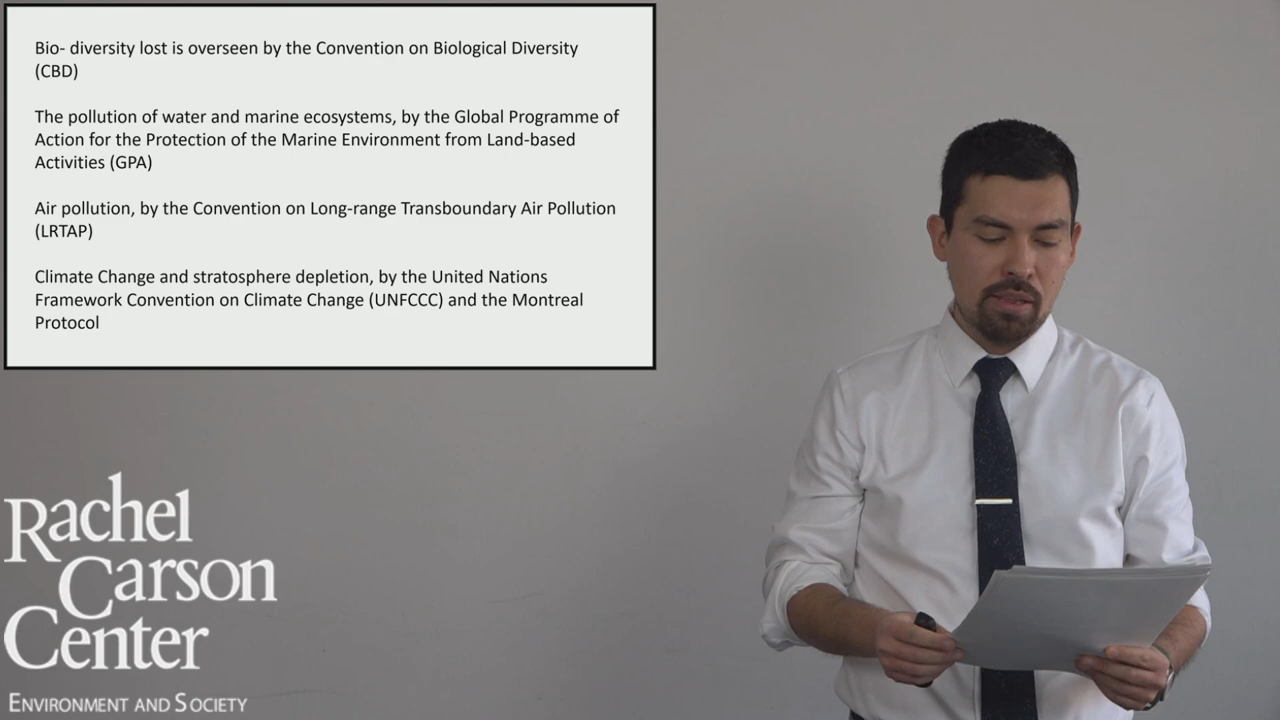 Bio- diversity lost is overseen by the Convention on Biological Diversity
(CBD)
The pollution of water and marine ecosystems, by the Global Programme of
Action for the Protection of the Marine Environment from Land-based
Activities (GPA)
Air pollution, by the Convention on Long-range Transboundary Air Pollution
(LRTAP)
Climate Change and stratosphere depletion, by the United Nations
Framework Convention on Climate Change (UNFCCC) and the Montreal
Protocol
Rachel
Carson
Center
ENVIRONMENT AND SOCIETY